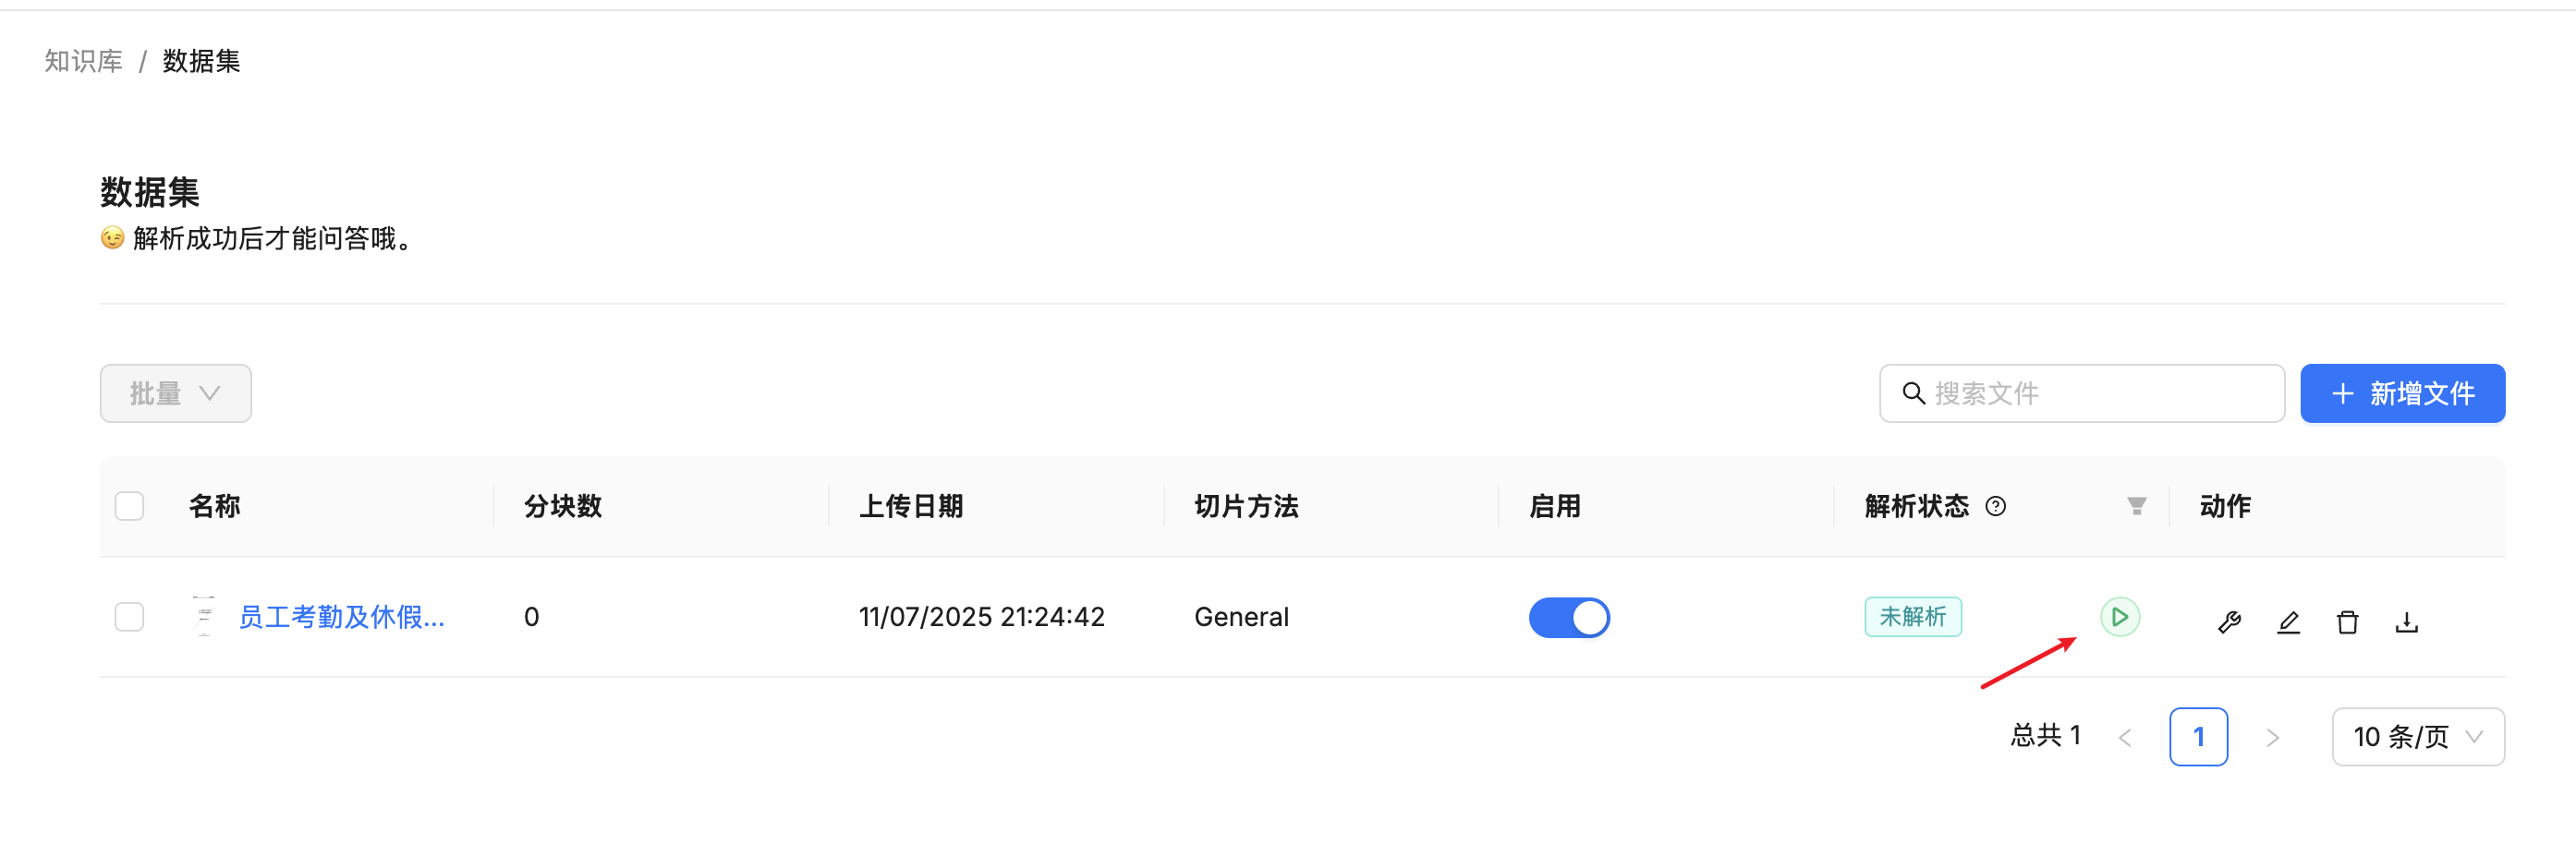 知识库 / 数据集
数据集
😉 解析成功后才能问答哦。
批量
搜索文件
+ 新增文件
名称 分块数 上传日期 切片方法 启用 解析状态 动作
员工考勤及休假... 0 11/07/2025 21:24:42 General 未解析
总共 1 < 1 > 10 条/页